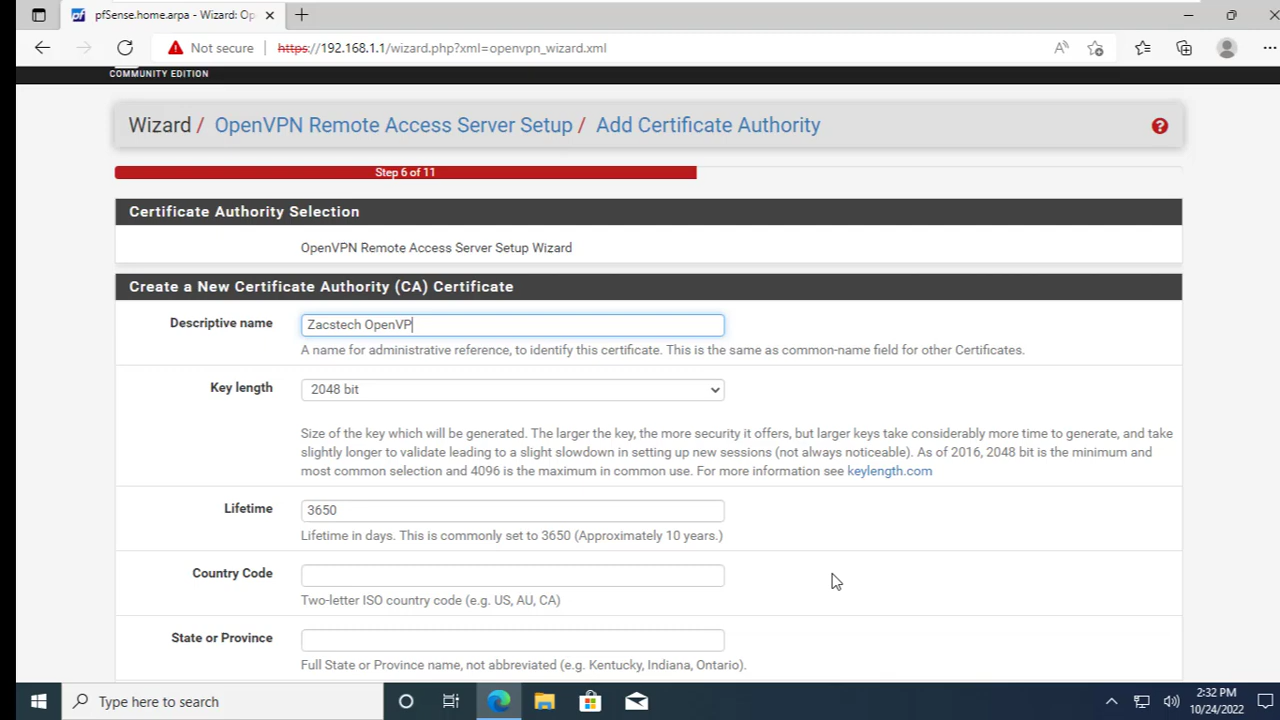 pfSense.home.arpa - Wizard: Op
Not secure
https://192.168.1.1/wizard.php?xml=openvpn_wizard.xml
COMMUNITY EDITION
Wizard / OpenVPN Remote Access Server Setup / Add Certificate Authority
Step 6 of 11
Certificate Authority Selection
OpenVPN Remote Access Server Setup Wizard
Create a New Certificate Authority (CA) Certificate
Descriptive name
Zacstech OpenVP
A name for administrative reference, to identify this certificate. This is the same as common-name field for other Certificates.
Key length
2048 bit
Size of the key which will be generated. The larger the key, the more security it offers, but larger keys take considerably more time to generate, and take
slightly longer to validate leading to a slight slowdown in setting up new sessions (not always noticeable). As of 2016, 2048 bit is the minimum and
most common selection and 4096 is the maximum in common use. For more information see keylength.com
Lifetime
3650
Lifetime in days. This is commonly set to 3650 (Approximately 10 years.)
Country Code
Two-letter ISO country code (e.g. US, AU, CA)
State or Province
Full State or Province name, not abbreviated (e.g. Kentucky, Indiana, Ontario).
Type here to search
2:32 PM
10/24/2022